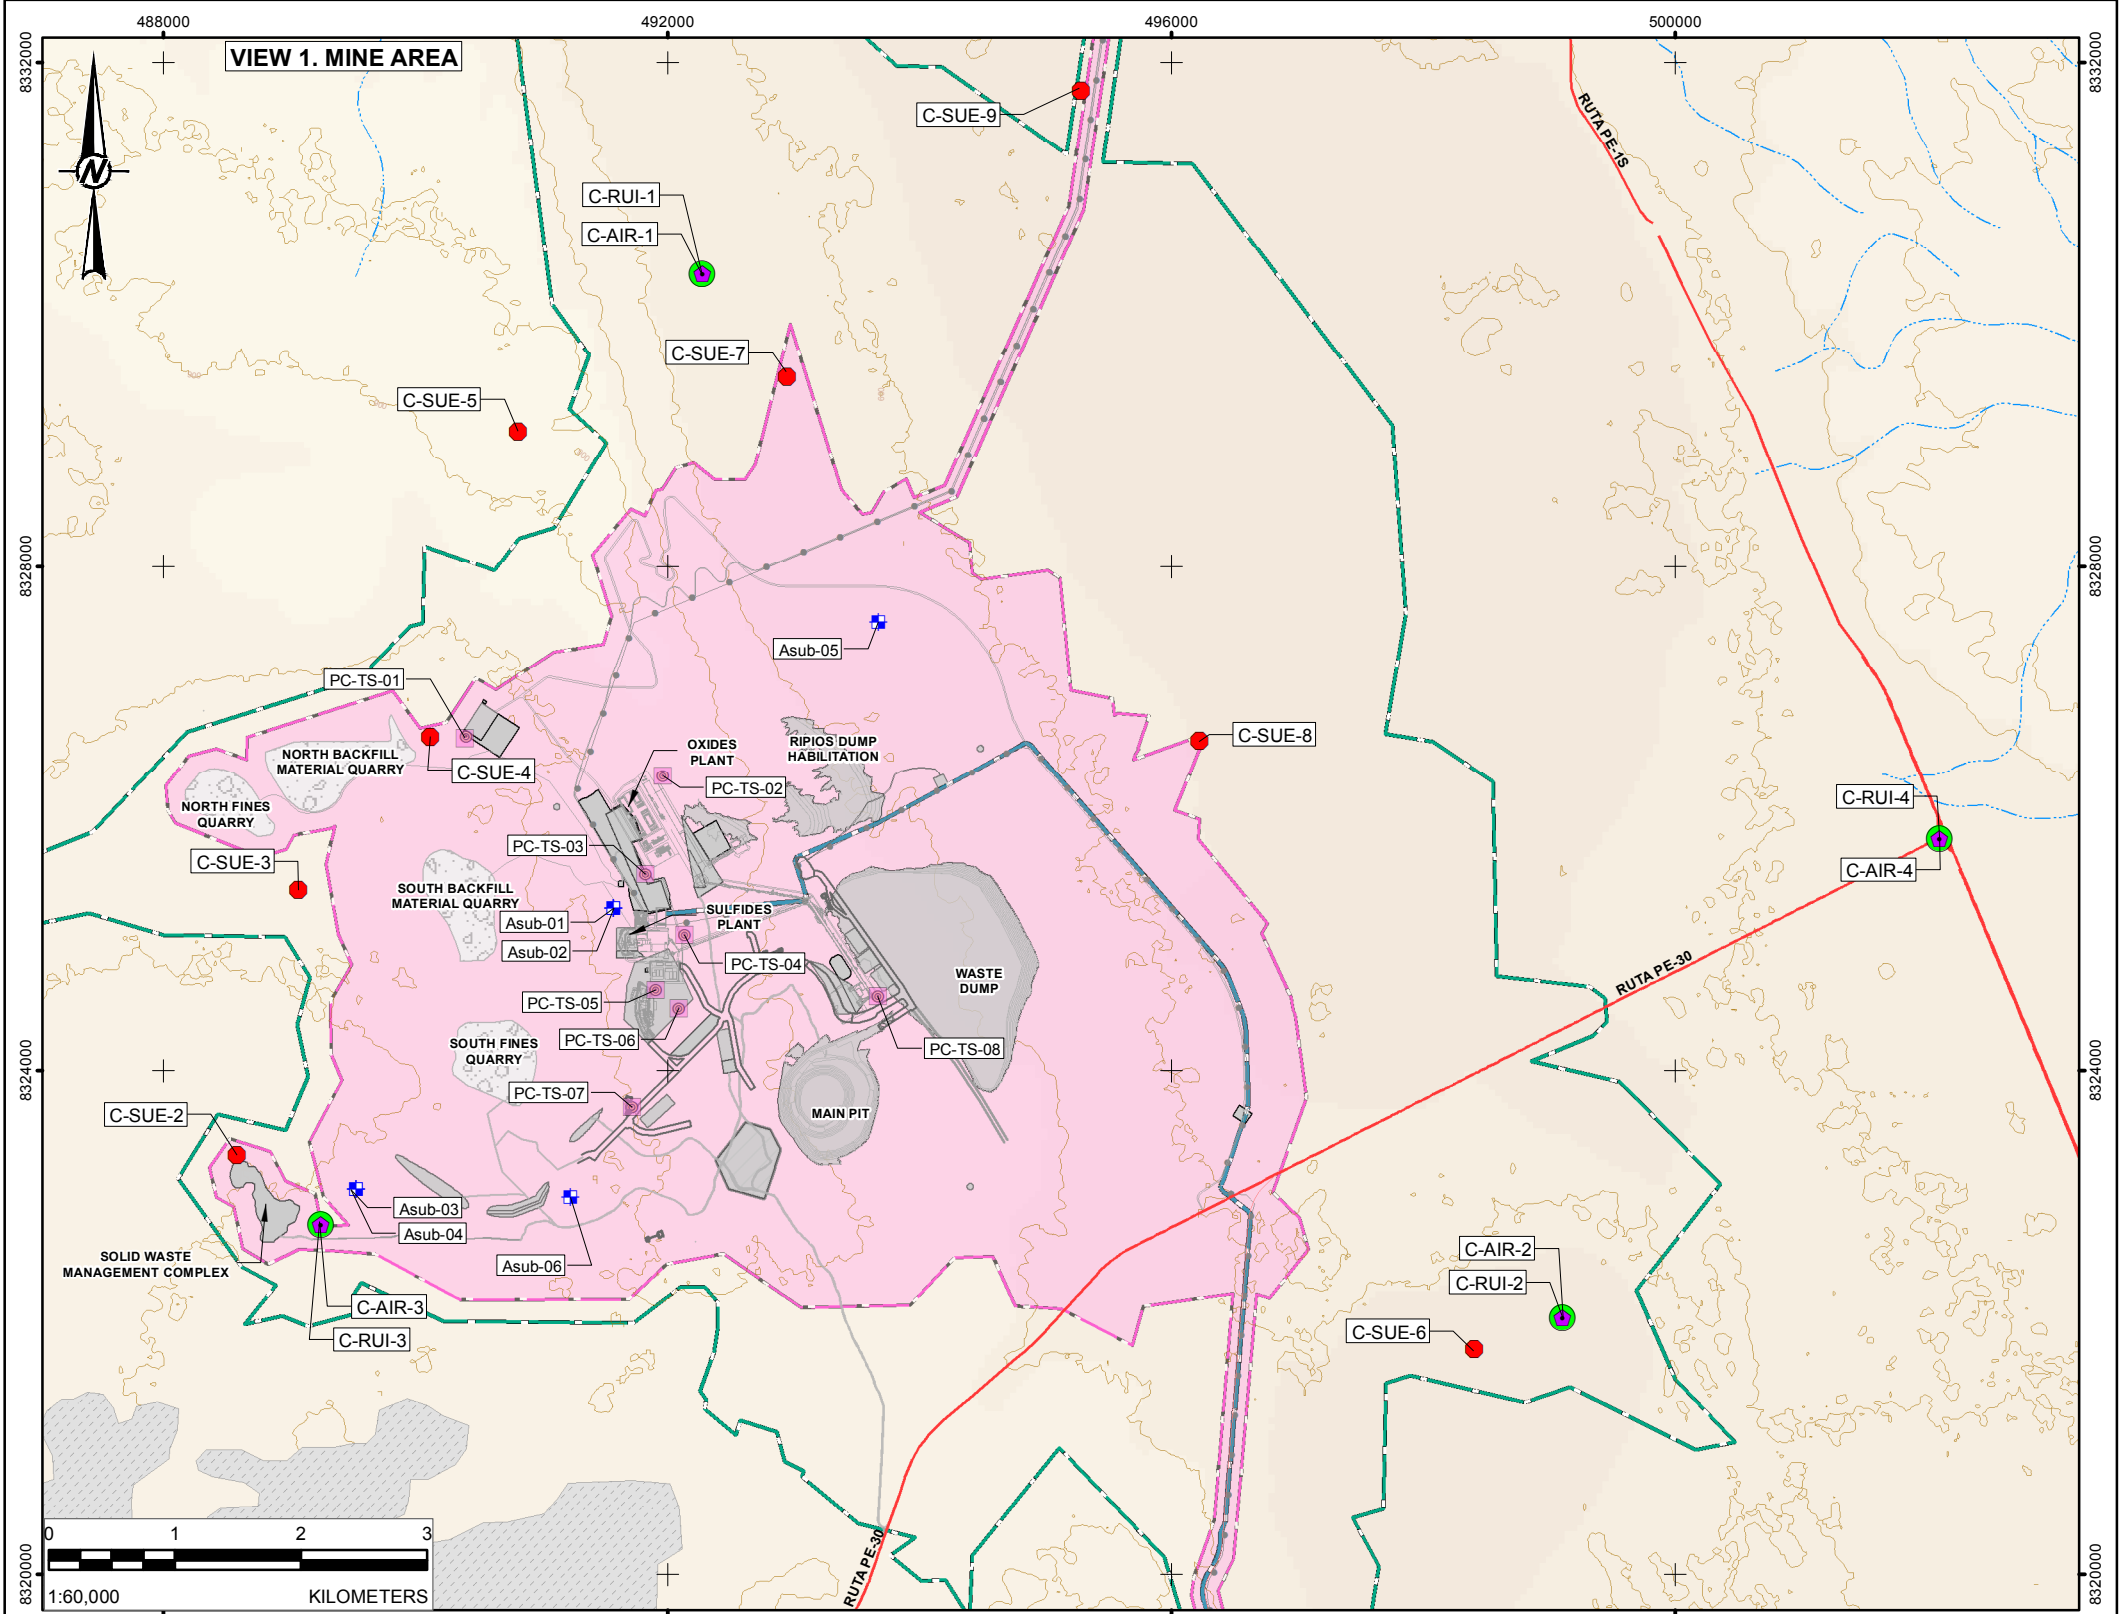 488000
492000
496000
500000
8332000
8332000
VIEW 1. MINE AREA
N
C-SUE-9
RUTA PE-1S
C-RUI-1
C-AIR-1
C-SUE-7
C-SUE-5
8328000
8328000
Asub-05
PC-TS-01
C-SUE-8
NORTH BACKFILL
MATERIAL QUARRY
C-SUE-4
OXIDES
PLANT
RIPIOS DUMP
HABILITATION
PC-TS-02
NORTH FINES
QUARRY
C-RUI-4
PC-TS-03
C-SUE-3
C-AIR-4
SOUTH BACKFILL
MATERIAL QUARRY
Asub-01
Asub-02
SULFIDES
PLANT
PC-TS-04
WASTE
DUMP
RUTA PE-30
PC-TS-05
PC-TS-06
PC-TS-08
SOUTH FINES
QUARRY
8324000
8324000
PC-TS-07
MAIN PIT
C-SUE-2
Asub-03
Asub-04
SOLID WASTE
MANAGEMENT COMPLEX
Asub-06
C-AIR-2
C-RUI-2
C-AIR-3
C-RUI-3
C-SUE-6
RUTA PE-30
8320000
8320000
0 1 2 3
1:60,000 KILOMETERS